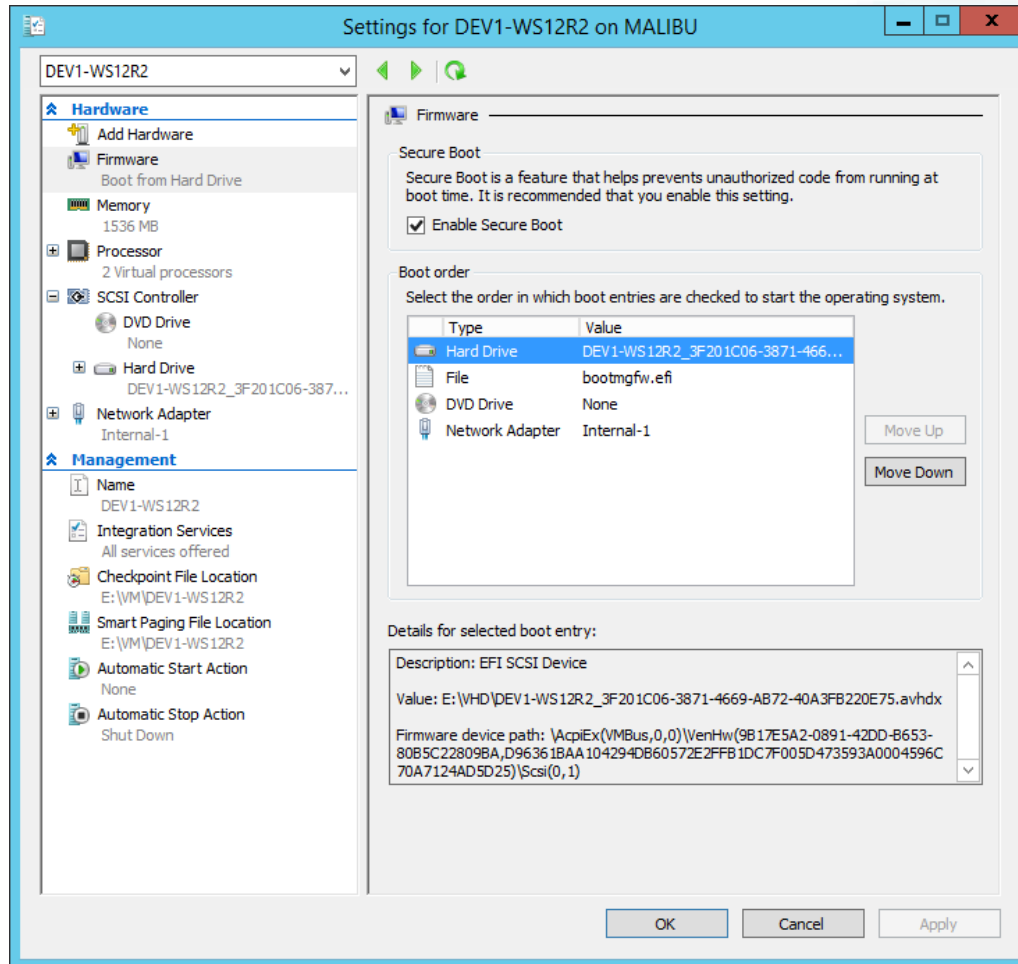 Settings for DEV1-WS12R2 on MALIBU
DEV1-WS12R2
Hardware
Add Hardware
Firmware
Boot from Hard Drive
Memory
1536 MB
Processor
2 Virtual processors
SCSI Controller
DVD Drive
None
Hard Drive
DEV1-WS12R2_3F201C06-387...
Network Adapter
Internal-1
Management
Name
DEV1-WS12R2
Integration Services
All services offered
Checkpoint File Location
E:\VM\DEV1-WS12R2
Smart Paging File Location
E:\VM\DEV1-WS12R2
Automatic Start Action
None
Automatic Stop Action
Shut Down
Firmware
Secure Boot
Secure Boot is a feature that helps prevents unauthorized code from running at
boot time. It is recommended that you enable this setting.
Enable Secure Boot
Boot order
Select the order in which boot entries are checked to start the operating system.
Type Value
Hard Drive DEV1-WS12R2_3F201C06-3871-466...
File bootmgfw.efi
DVD Drive None
Network Adapter Internal-1
Move Up
Move Down
Details for selected boot entry:
Description: EFI SCSI Device
Value: E:\VHD\DEV1-WS12R2_3F201C06-3871-4669-AB72-40A3FB220E75.avhdx
Firmware device path: \AcpiEx(VMBus,0,0)\VenHw(9B17E5A2-0891-42DD-B653-
80B5C22809BA,D96361BAA104294DB60572E2FFB1DC7F005D473593A0004596C
70A7124AD5D25)\Scsi(0,1)
OK
Cancel
Apply